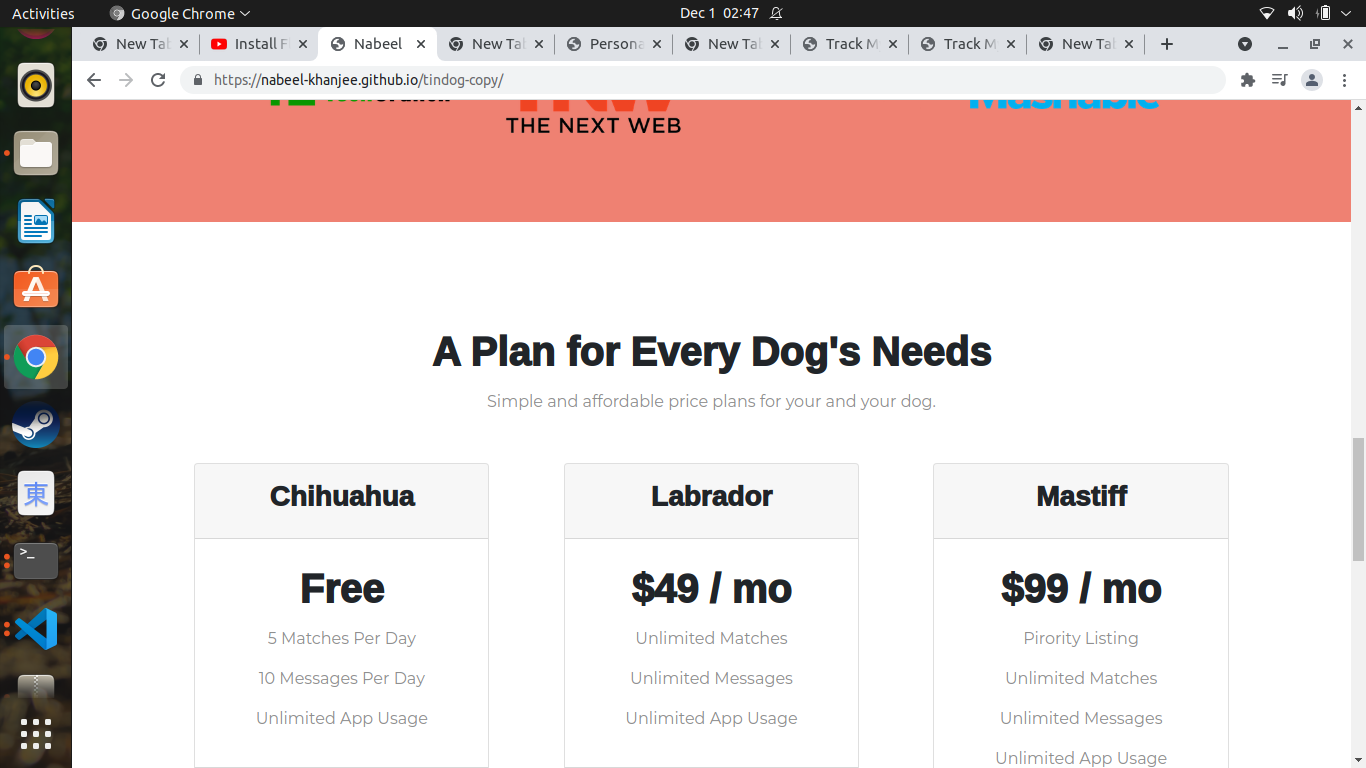 Activities Google Chrome Dec 1 02:47
New Tab Install F Nabeel New Tab Persona New Tab Track M Track M New Tab
https://nabeel-khanjee.github.io/tindog-copy/
THE NEXT WEB
A Plan for Every Dog's Needs
Simple and affordable price plans for your and your dog.
Chihuahua Labrador Mastiff
Free $49 / mo $99 / mo
5 Matches Per Day Unlimited Matches Pirority Listing
10 Messages Per Day Unlimited Messages Unlimited Matches
Unlimited App Usage Unlimited App Usage Unlimited Messages
Unlimited App Usage